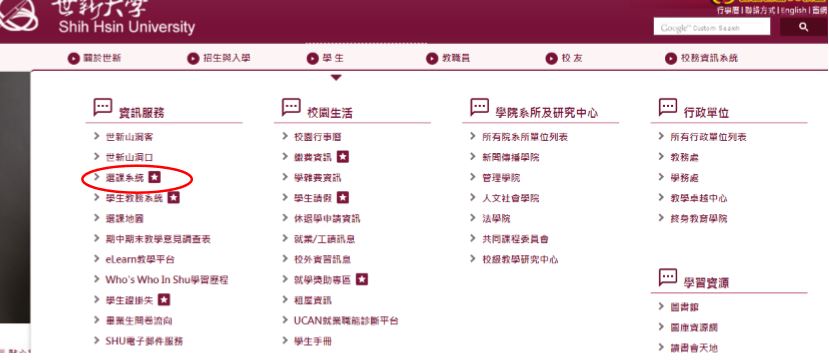 世新大學
Shih Hsin University
行事曆 | 聯絡方式 | English | 舊網
Google™ Custom Search
關於世新
招生與入學
學生
教職員
校友
校務資訊系統
資訊服務
世新山洞客
世新山洞口
選課系統
學生教務系統
選課地圖
期中期末教學意見調查表
eLearn教學平台
Who's Who In Shu學習歷程
學生證掛失
畢業生問卷流向
SHU電子郵件服務
校園生活
校園行事曆
繳費資訊
學雜費資訊
學生請假
休退學申請資訊
就業/工讀訊息
校外實習訊息
就學獎助專區
租屋資訊
UCAN就業職能診斷平台
學生手冊
學院系所及研究中心
所有院系所單位列表
新聞傳播學院
管理學院
人文社會學院
法學院
共同課程委員會
校級教學研究中心
行政單位
所有行政單位列表
教務處
學務處
教學卓越中心
終身教育學院
學習資源
圖書館
圖庫資源網
讀書會天地